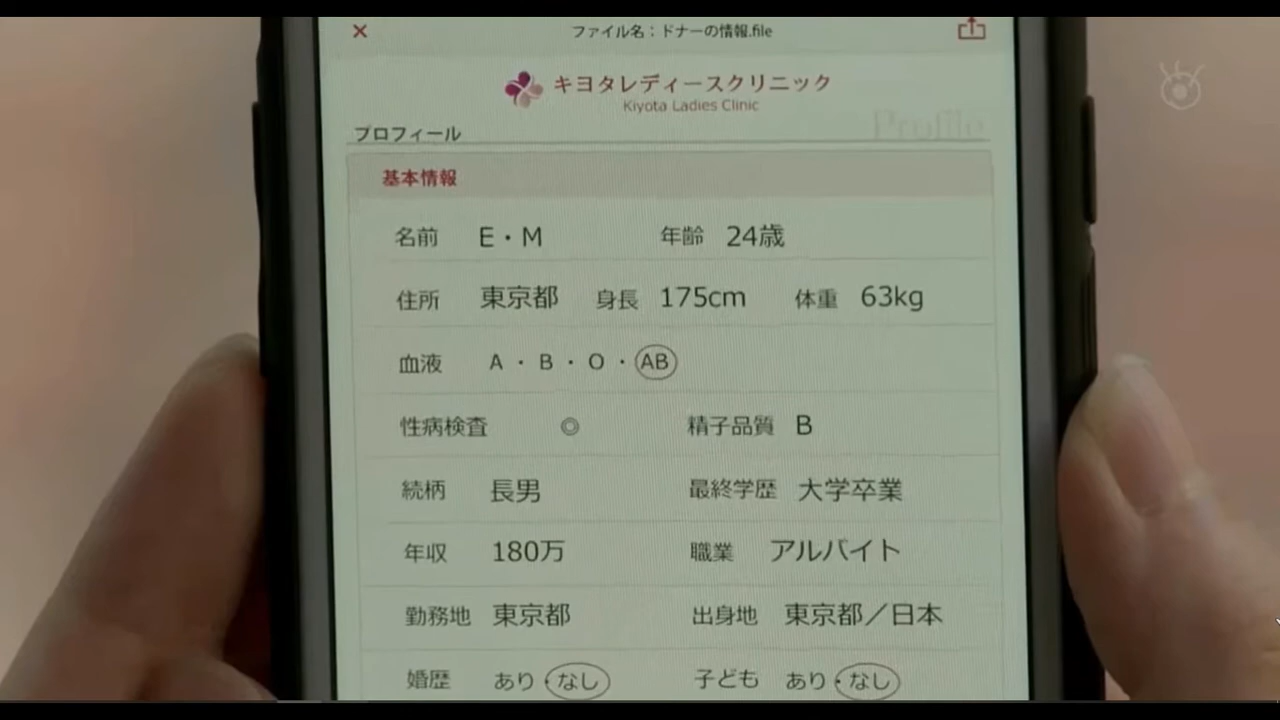 ファイル名：ドナーの情報.file
キヨタレディースクリニック
Kiyota Ladies Clinic
プロフィール Profile
基本情報
名前 E・M 年齢 24歳
住所 東京都 身長 175cm 体重 63kg
血液 A・B・O・AB
性病検査 ◎ 精子品質 B
続柄 長男 最終学歴 大学卒業
年収 180万 職業 アルバイト
勤務地 東京都 出身地 東京都／日本
婚歴 あり・なし 子ども あり・なし